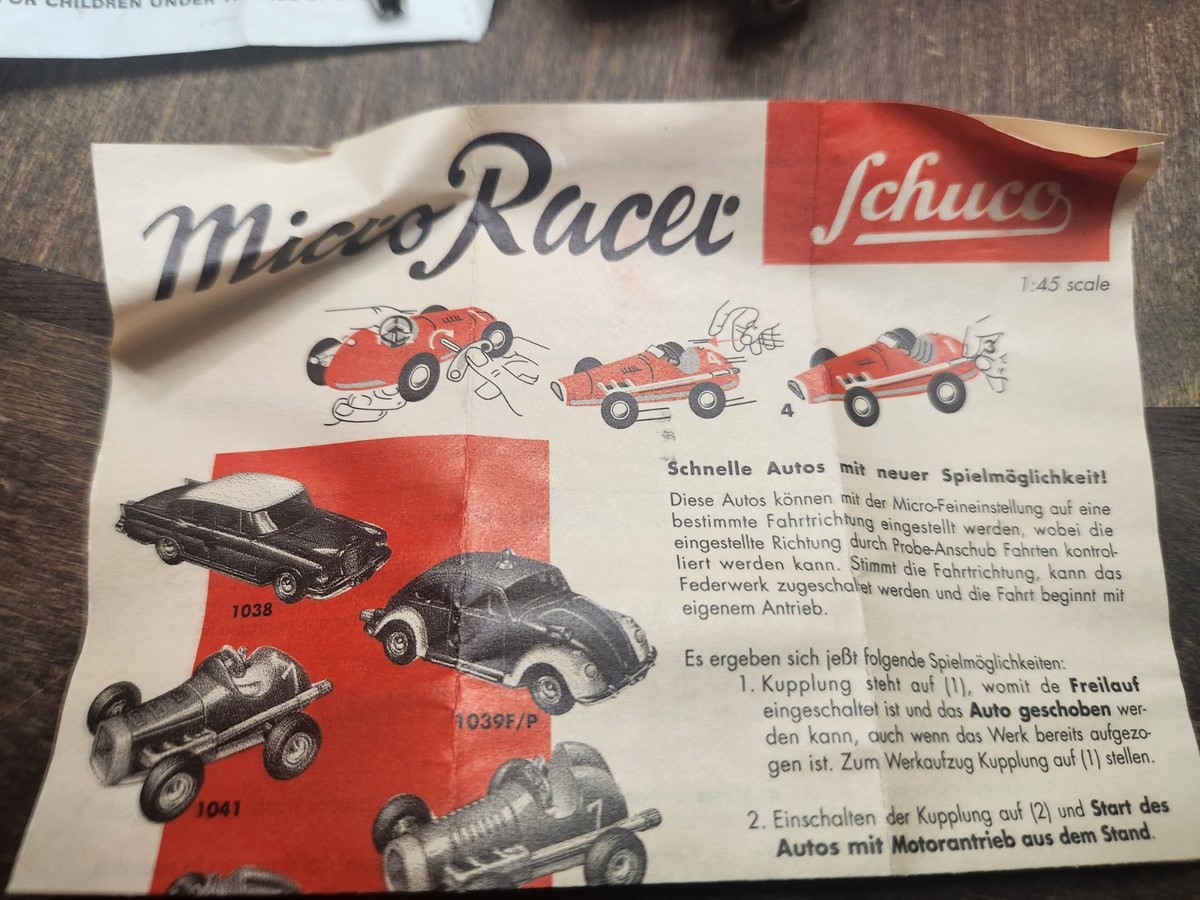 FOR CHILDREN UNDER
Micro Racer
Schuco
1:45 scale
4
3
Schnelle Autos mit neuer Spielmöglichkeit!
Diese Autos können mit der Micro-Feineinstellung auf eine
bestimmte Fahrtrichtung eingestellt werden, wobei die
eingestellte Richtung durch Probe-Anschub Fahrten kontrol-
liert werden kann. Stimmt die Fahrtrichtung, kann das
Federwerk zugeschaltet werden und die Fahrt beginnt mit
eigenem Antrieb.
Es ergeben sich jeßt folgende Spielmöglichkeiten:
1. Kupplung steht auf (1), womit de Freilauf
eingeschaltet ist und das Auto geschoben wer-
den kann, auch wenn das Werk bereits aufgezo-
gen ist. Zum Werkaufzug Kupplung auf (1) stellen.
2. Einschalten der Kupplung auf (2) und Start des
Autos mit Motorantrieb aus dem Stand.
1038
1039F/P
1041
7